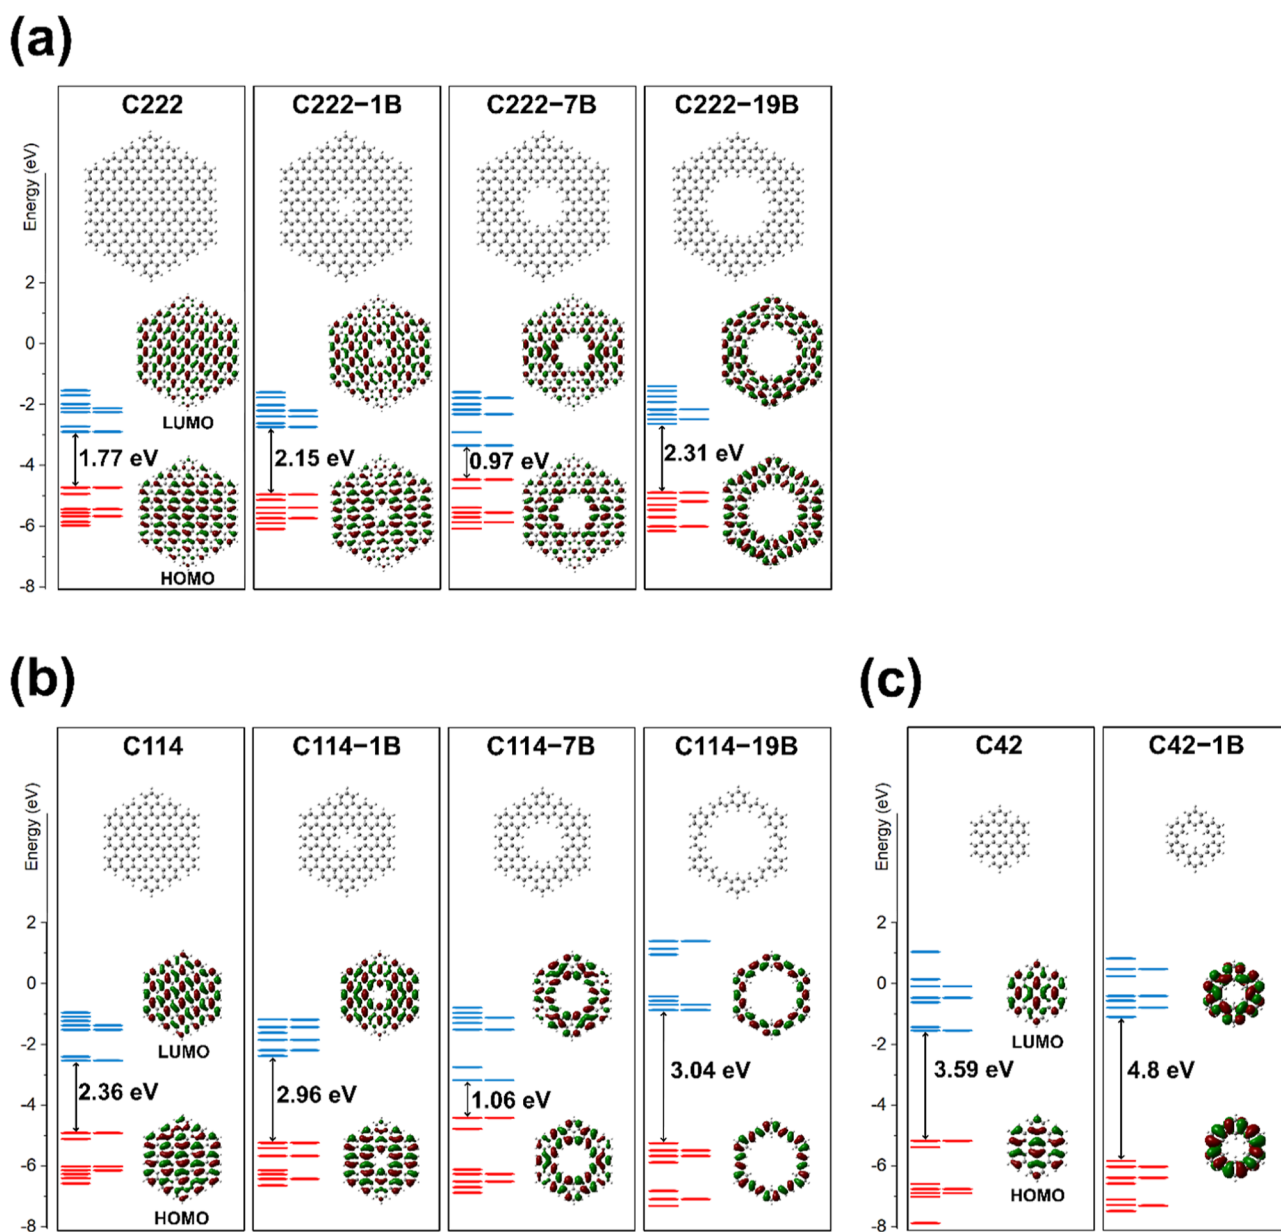 (a)
C222
C222−1B
C222−7B
C222−19B
Energy (eV)
2
0
-2
-4
-6
-8
LUMO
1.77 eV
2.15 eV
0.97 eV
2.31 eV
HOMO
(b)
C114
C114−1B
C114−7B
C114−19B
Energy (eV)
2
0
-2
-4
-6
-8
LUMO
2.36 eV
2.96 eV
1.06 eV
3.04 eV
HOMO
(c)
C42
C42−1B
Energy (eV)
2
0
-2
-4
-6
-8
LUMO
3.59 eV
4.8 eV
HOMO